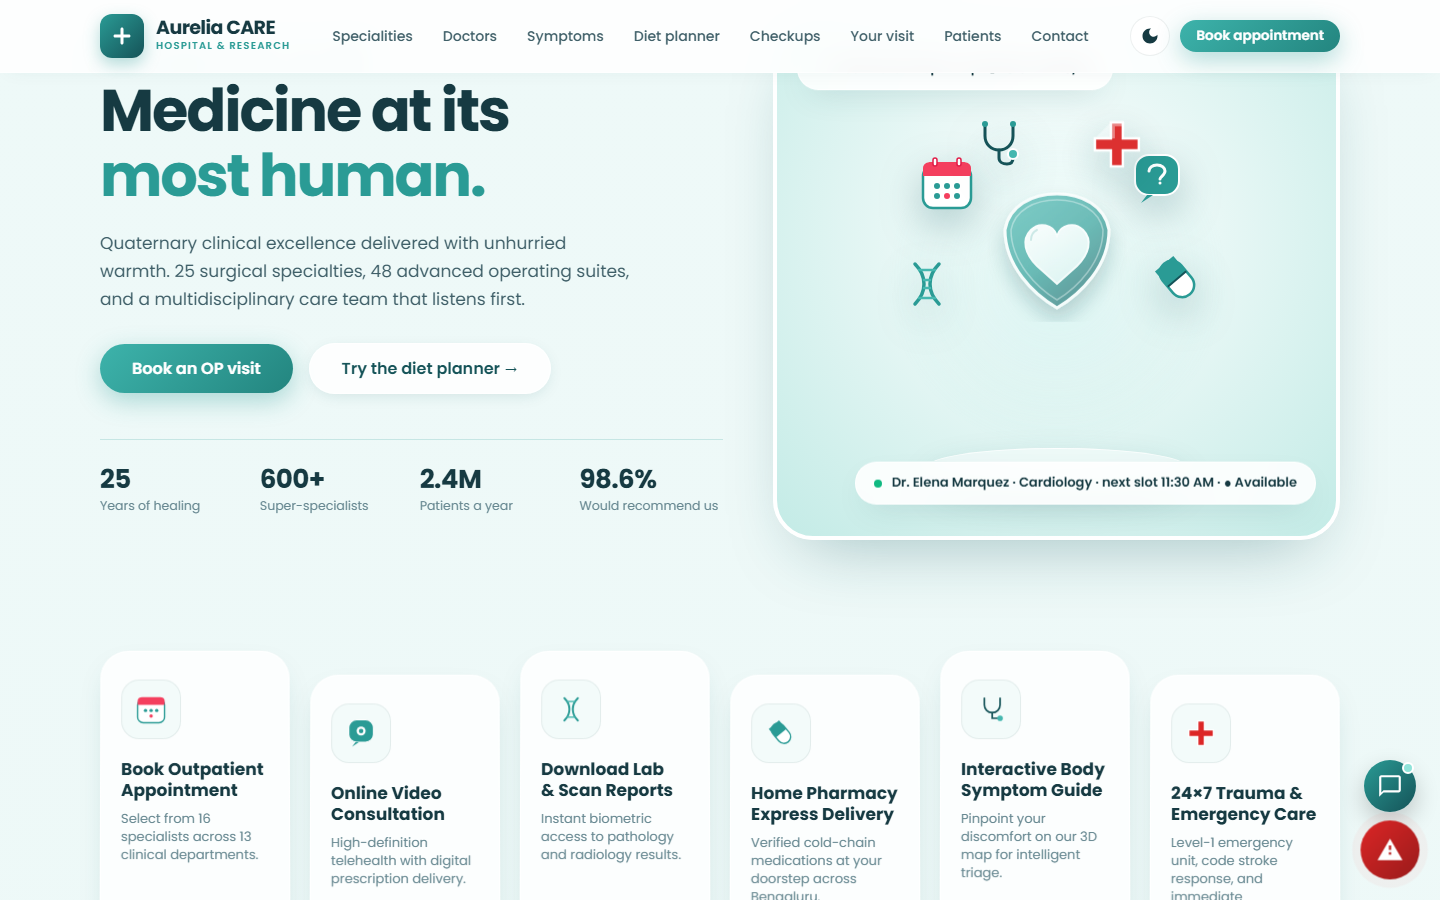 Aurelia CARE
HOSPITAL & RESEARCH
Specialities
Doctors
Symptoms
Diet planner
Checkups
Your visit
Patients
Contact
Book appointment
Medicine at its
most human.
Quaternary clinical excellence delivered with unhurried
warmth. 25 surgical specialties, 48 advanced operating suites,
and a multidisciplinary care team that listens first.
Book an OP visit
Try the diet planner →
25
Years of healing
600+
Super-specialists
2.4M
Patients a year
98.6%
Would recommend us
?
Dr. Elena Marquez · Cardiology · next slot 11:30 AM · ● Available
Book Outpatient
Appointment
Select from 16
specialists across 13
clinical departments.
Online Video
Consultation
High-definition
telehealth with digital
prescription delivery.
Download Lab
& Scan Reports
Instant biometric
access to pathology
and radiology results.
Home Pharmacy
Express Delivery
Verified cold-chain
medications at your
doorstep across
Bengaluru.
Interactive Body
Symptom Guide
Pinpoint your
discomfort on our 3D
map for intelligent
triage.
24×7 Trauma &
Emergency Care
Level-1 emergency
unit, code stroke
response, and
immediate